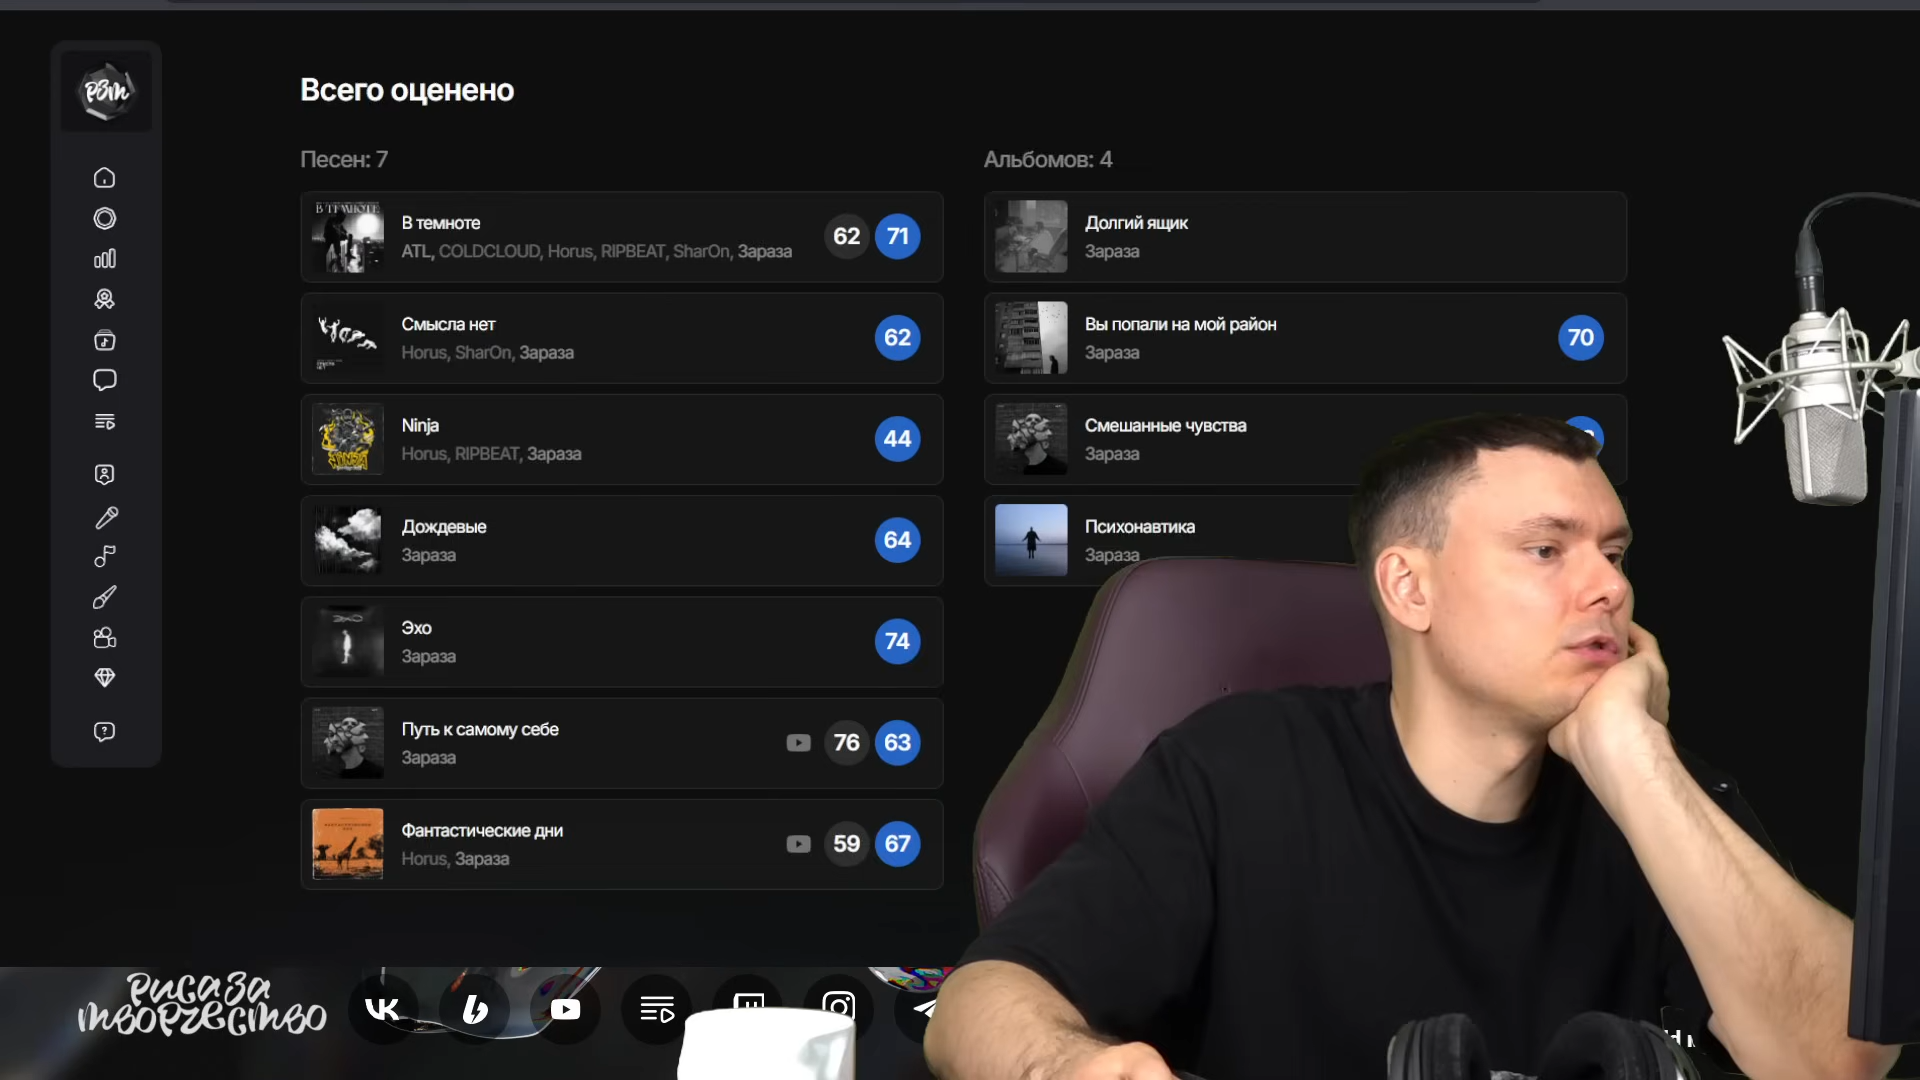 РЗТ
Всего оценено
Песен: 7
В темноте
ATL, COLDCLOUD, Horus, RIPBEAT, SharOn, Зараза
62
71
Смысла нет
Horus, SharOn, Зараза
62
Ninja
Horus, RIPBEAT, Зараза
44
Дождевые
Зараза
64
Эхо
Зараза
74
Путь к самому себе
Зараза
76
63
Фантастические дни
Horus, Зараза
59
67
Альбомов: 4
Долгий ящик
Зараза
Вы попали на мой район
Зараза
70
Смешанные чувства
Зараза
Психонавтика
Зараза
В ТЕМНОТЕ
ЭХО
РИСАЗА
ТВОРЧЕСТВО